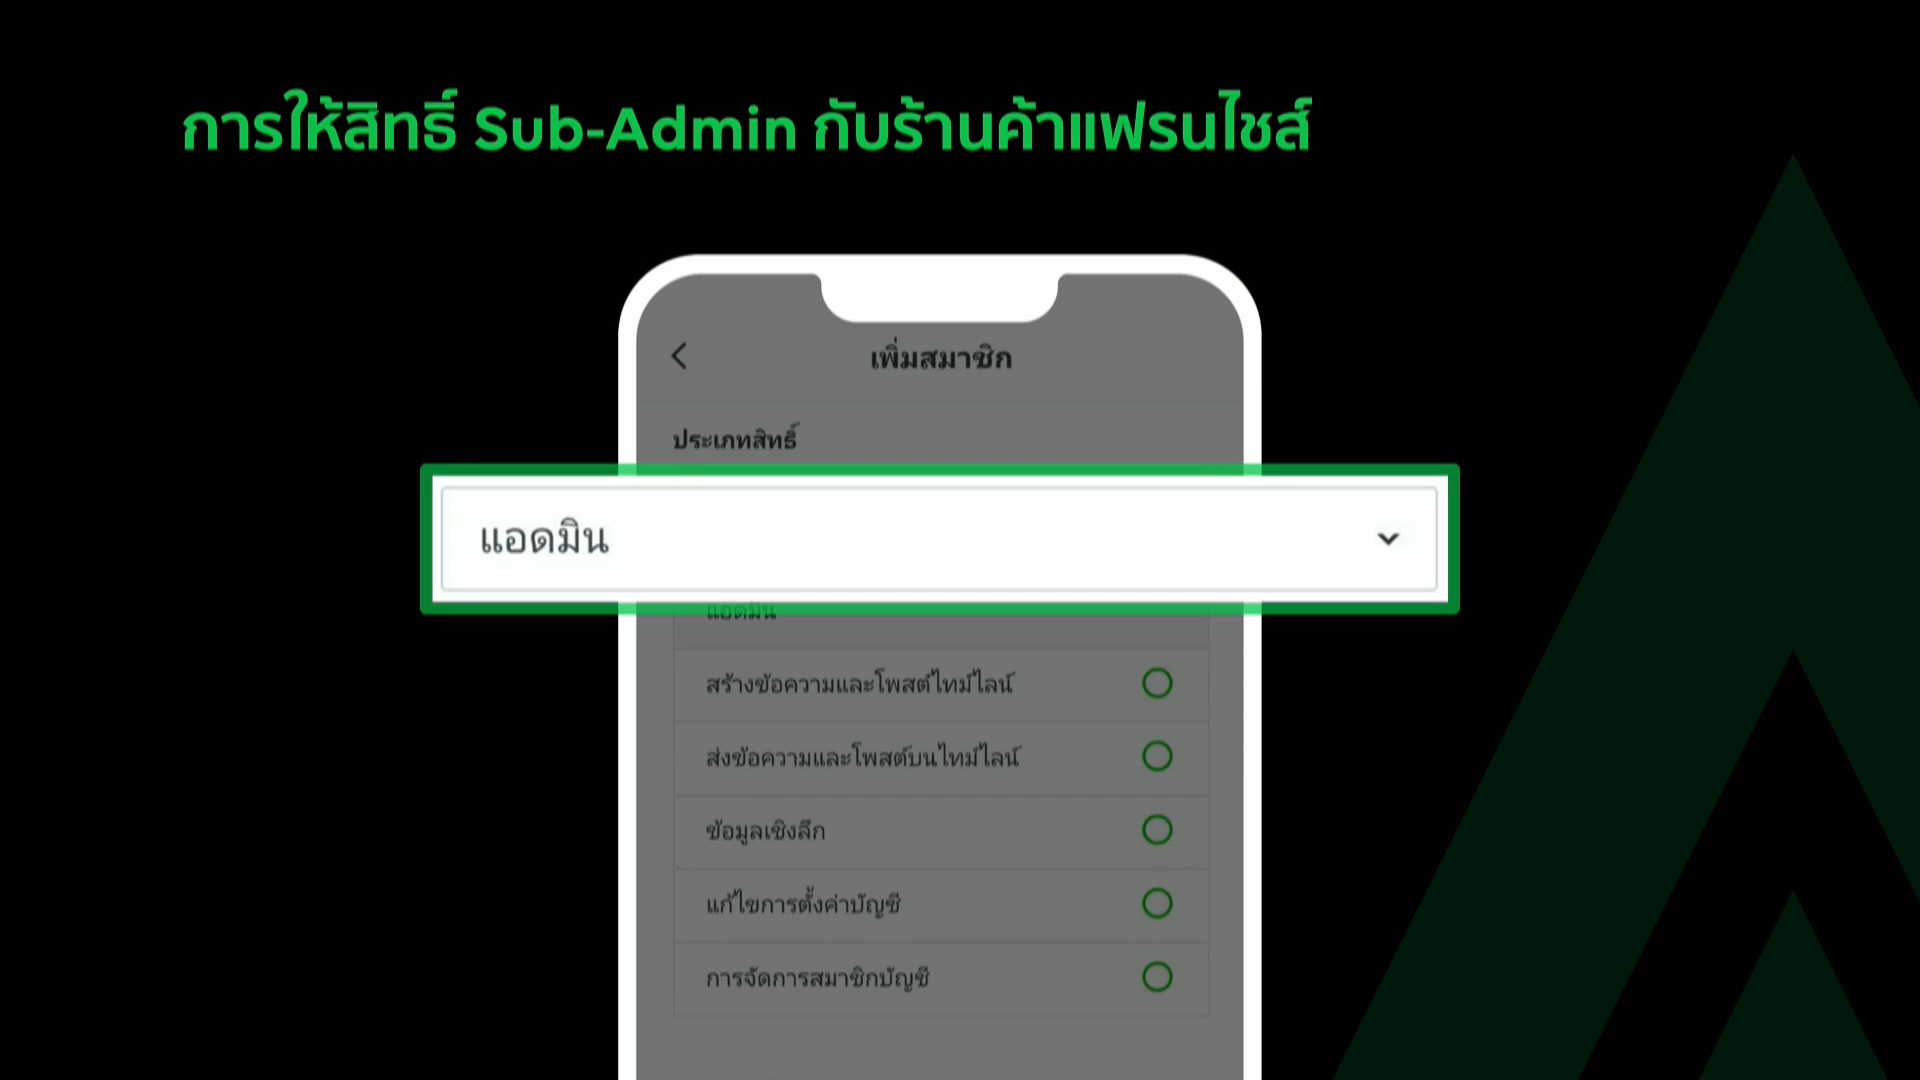 การให้สิทธิ์ Sub-Admin กับร้านค้าแฟรนไชส์
เพิ่มสมาชิก
ประเภทสิทธิ์
แอดมิน
แอดมิน
สร้างข้อความและโพสต์ไทม์ไลน์
ส่งข้อความและโพสต์บนไทม์ไลน์
ข้อมูลเชิงลึก
แก้ไขการตั้งค่าบัญชี
การจัดการสมาชิกบัญชี